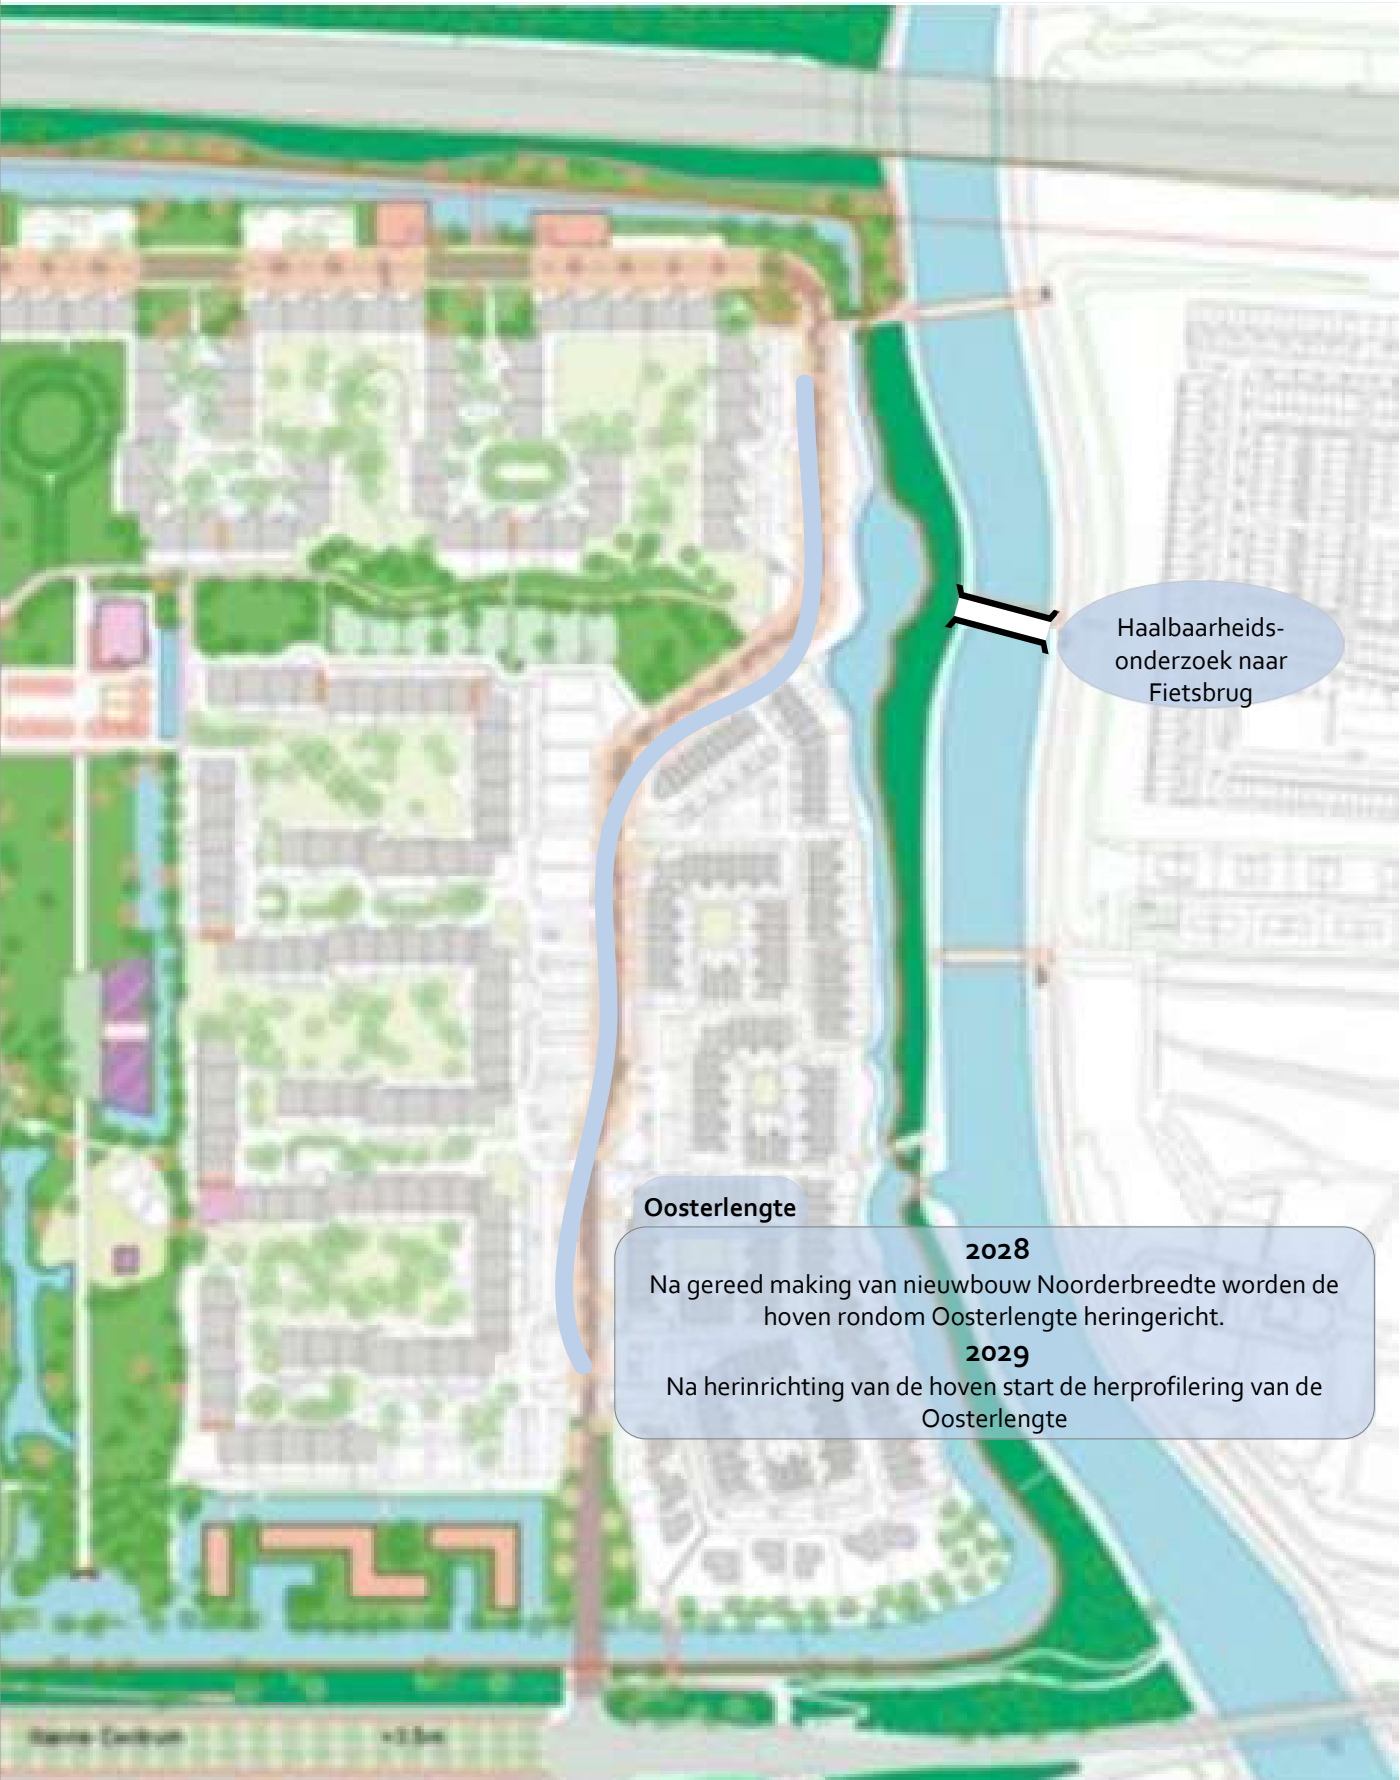 Haalbaarheids-
onderzoek naar
Fietsbrug
Oosterlengte
2028
Na gereed making van nieuwbouw Noorderbreedte worden de
hoven rondom Oosterlengte heringericht.
2029
Na herinrichting van de hoven start de herprofilering van de
Oosterlengte
Centrum